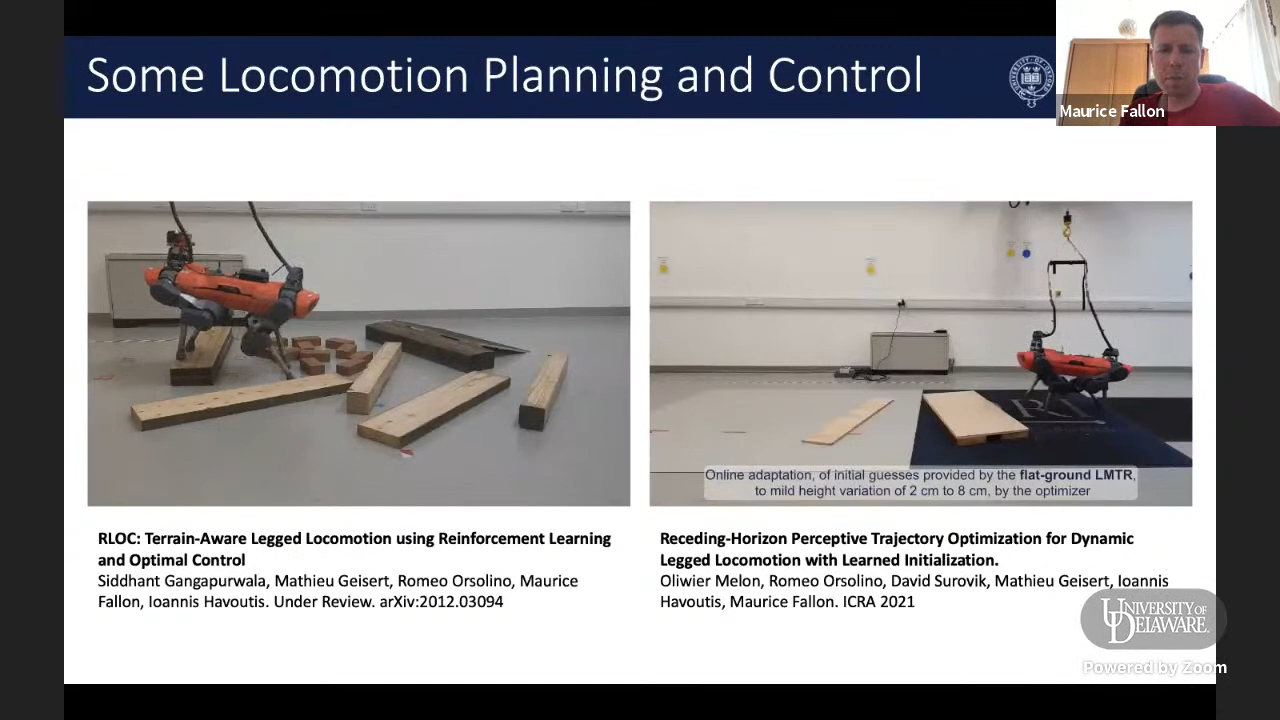 Some Locomotion Planning and Control
Maurice Fallon
Online adaptation, of initial guesses provided by the flat-ground LMTR,
to mild height variation of 2 cm to 8 cm, by the optimizer
RLOC: Terrain-Aware Legged Locomotion using Reinforcement Learning
and Optimal Control
Siddhant Gangapurwala, Mathieu Geisert, Romeo Orsolino, Maurice
Fallon, Ioannis Havoutis. Under Review. arXiv:2012.03094
Receding-Horizon Perceptive Trajectory Optimization for Dynamic
Legged Locomotion with Learned Initialization.
Oliwier Melon, Romeo Orsolino, David Surovik, Mathieu Geisert, Ioannis
Havoutis, Maurice Fallon. ICRA 2021
UNIVERSITY OF
DELAWARE.
Powered by Zoom